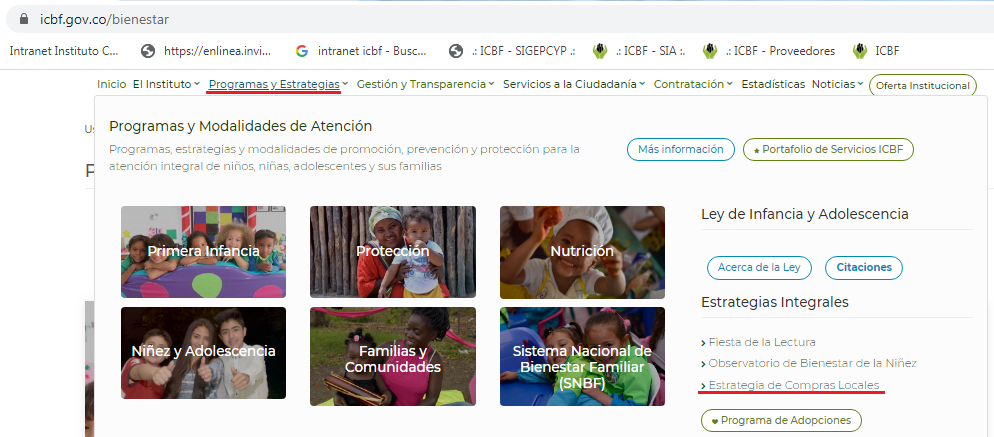 icbf.gov.co/bienestar
Intranet Instituto C... https://enlinea.invi... intranet icbf - Busc... .: ICBF - SIGEPCYP :. .: ICBF - SIA :. .: ICBF - Proveedores ICBF
Inicio El Instituto Programas y Estrategias Gestión y Transparencia Servicios a la Ciudadanía Contratación Estadísticas Noticias Oferta Institucional
Us
P
Programas y Modalidades de Atención
Programas, estrategias y modalidades de promoción, prevención y protección para la
atención integral de niños, niñas, adolescentes y sus familias
Más información
Portafolio de Servicios ICBF
Primera Infancia
Protección
Nutrición
Niñez y Adolescencia
Familias y
Comunidades
Sistema Nacional de
Bienestar Familiar
(SNBF)
Ley de Infancia y Adolescencia
Acerca de la Ley
Citaciones
Estrategias Integrales
Fiesta de la Lectura
Observatorio de Bienestar de la Niñez
Estrategia de Compras Locales
Programa de Adopciones